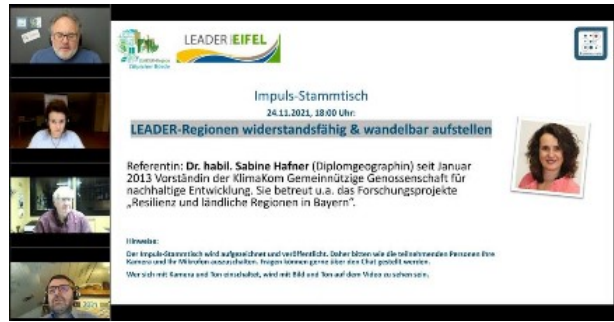 LEADER EIFEL
Impuls-Stammtisch
24.11.2021, 18:00 Uhr:
LEADER-Regionen widerstandsfähig & wandelbar aufstellen
Referentin: Dr. habil. Sabine Hafner (Diplomgeographin) seit Januar
2013 Vorständin der KlimaKom Gemeinnützige Genossenschaft für
nachhaltige Entwicklung. Sie betreut u.a. das Forschungsprojekte
„Resilienz und ländliche Regionen in Bayern“.
Hinweise:
Der Impuls-Stammtisch wird aufgezeichnet und veröffentlicht. Daher bitten wie die teilnehmenden Personen ihre
Kamera und ihr Mikrofon auszuschalten. Fragen können gerne über den Chat gestellt werden.
Wer sich mit Kamera und Ton einschaltet, wird mit Bild und Ton auf dem Video zu sehen sein.